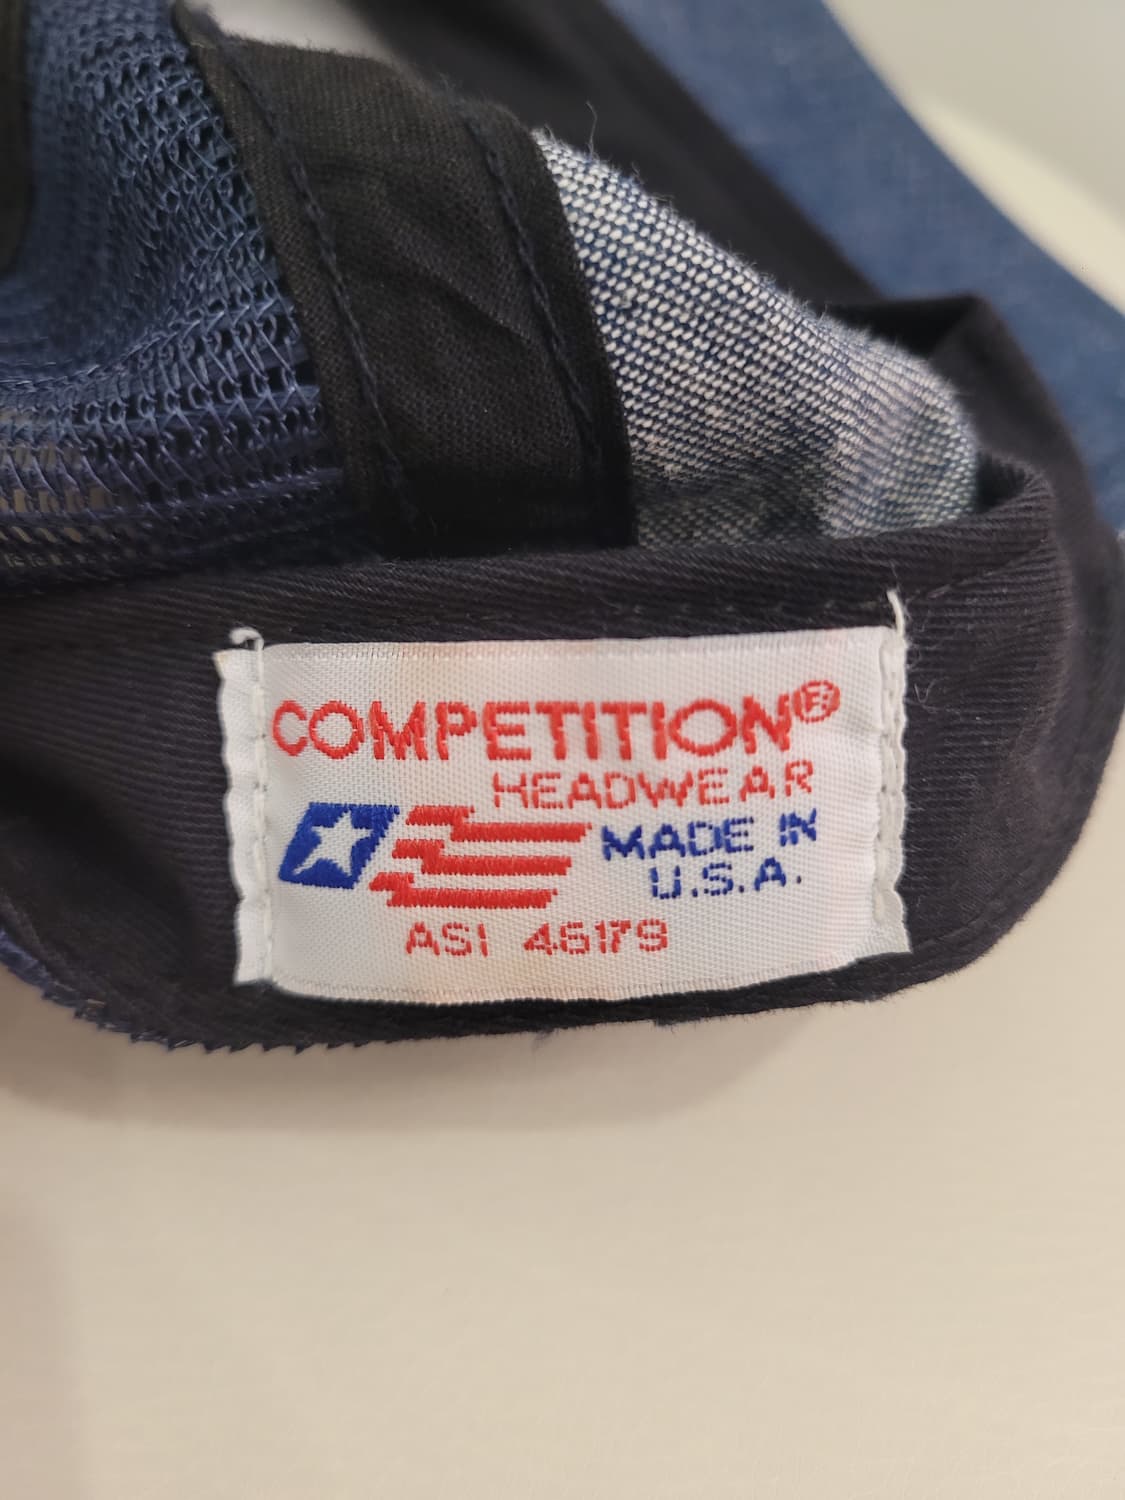 COMPETITION®
HEADWEAR
MADE IN
U.S.A.
ASI 46179